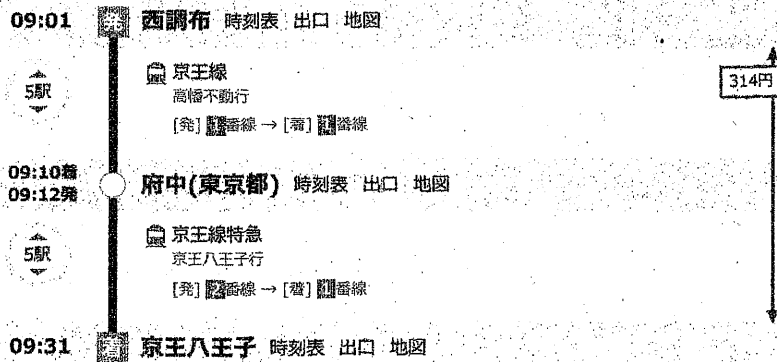 09:01 発 西調布 時刻表 出口 地図
5駅
京王線
高幡不動行
[発] 番線 → [着] 番線
314円
09:10着
09:12発
府中(東京都) 時刻表 出口 地図
5駅
京王線特急
京王八王子行
[発] 2番線 → [着] 番線
09:31 着 京王八王子 時刻表 出口 地図